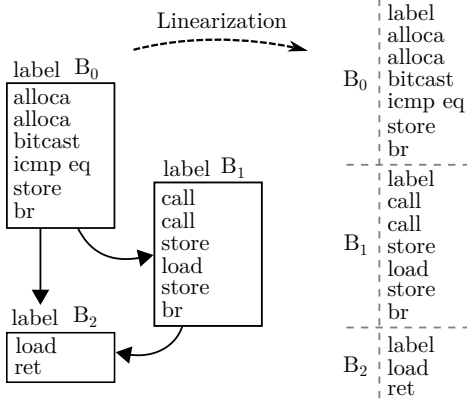 Linearization
label B₀
alloca
alloca
bitcast
icmp eq
store
br
label B₁
call
call
store
load
store
br
label B₂
load
ret
B₀
label
alloca
alloca
bitcast
icmp eq
store
br
B₁
label
call
call
store
load
store
br
B₂
label
load
ret